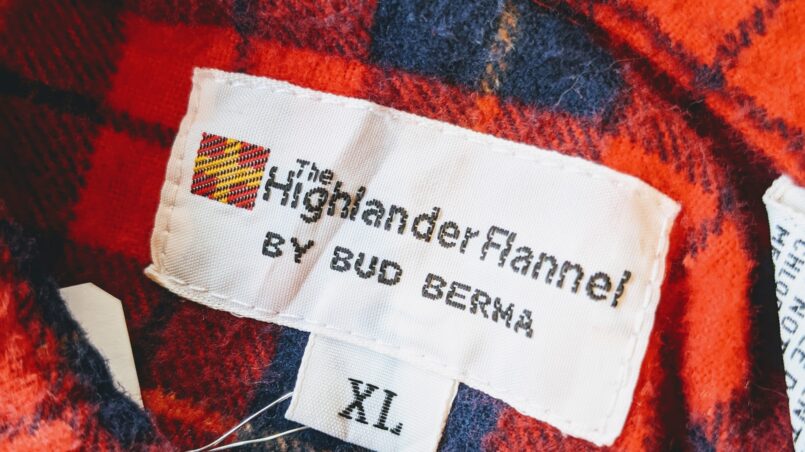 The
Highlander Flannel
BY BUD BERMA
XL